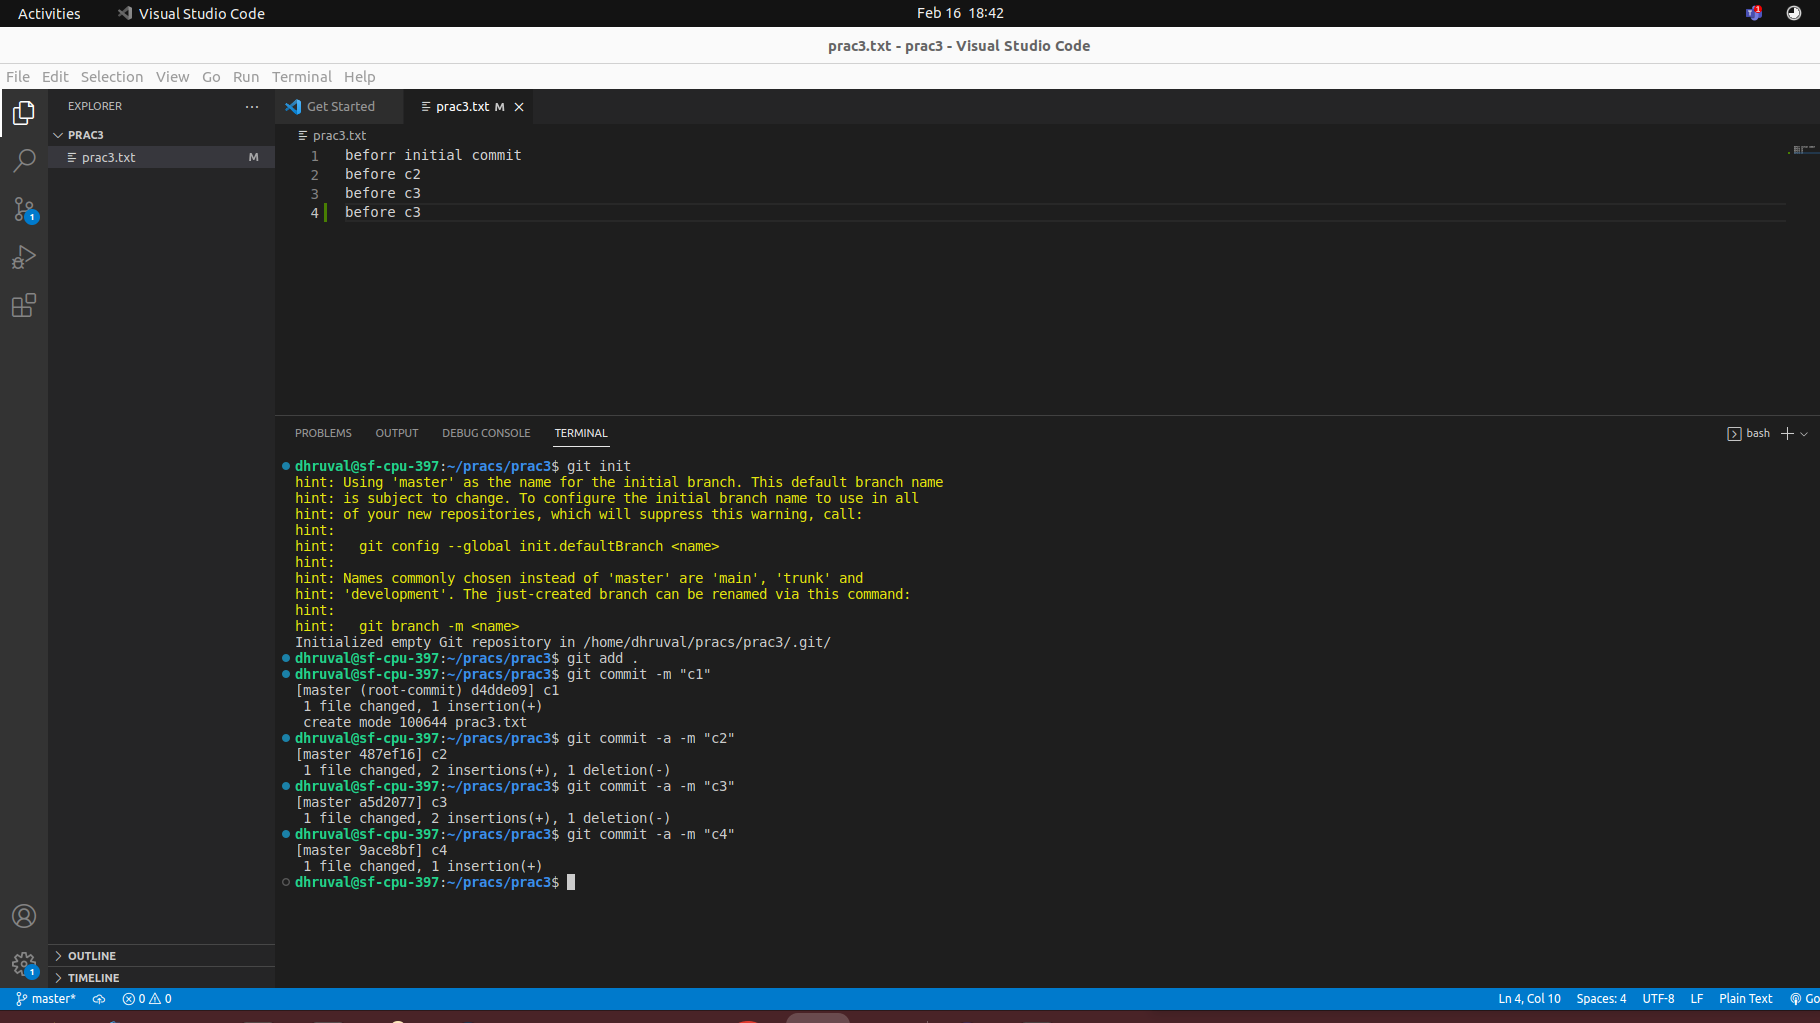 Activities
Visual Studio Code
Feb 16 18:42
1
prac3.txt - prac3 - Visual Studio Code
File Edit Selection View Go Run Terminal Help
EXPLORER
Get Started
prac3.txt M
PRAC3
prac3.txt
prac3.txt M
1 beforr initial commit
2 before c2
3 before c3
4 before c3
1
PROBLEMS OUTPUT DEBUG CONSOLE TERMINAL
bash
dhruval@sf-cpu-397:~/pracs/prac3$ git init
hint: Using 'master' as the name for the initial branch. This default branch name
hint: is subject to change. To configure the initial branch name to use in all
hint: of your new repositories, which will suppress this warning, call:
hint:
hint:   git config --global init.defaultBranch <name>
hint:
hint: Names commonly chosen instead of 'master' are 'main', 'trunk' and
hint: 'development'. The just-created branch can be renamed via this command:
hint:
hint:   git branch -m <name>
Initialized empty Git repository in /home/dhruval/pracs/prac3/.git/
dhruval@sf-cpu-397:~/pracs/prac3$ git add .
dhruval@sf-cpu-397:~/pracs/prac3$ git commit -m "c1"
[master (root-commit) d4dde09] c1
 1 file changed, 1 insertion(+)
 create mode 100644 prac3.txt
dhruval@sf-cpu-397:~/pracs/prac3$ git commit -a -m "c2"
[master 487ef16] c2
 1 file changed, 2 insertions(+), 1 deletion(-)
dhruval@sf-cpu-397:~/pracs/prac3$ git commit -a -m "c3"
[master a5d2077] c3
 1 file changed, 2 insertions(+), 1 deletion(-)
dhruval@sf-cpu-397:~/pracs/prac3$ git commit -a -m "c4"
[master 9ace8bf] c4
 1 file changed, 1 insertion(+)
dhruval@sf-cpu-397:~/pracs/prac3$
OUTLINE
1
TIMELINE
master* 0 0
Ln 4, Col 10 Spaces: 4 UTF-8 LF Plain Text Go